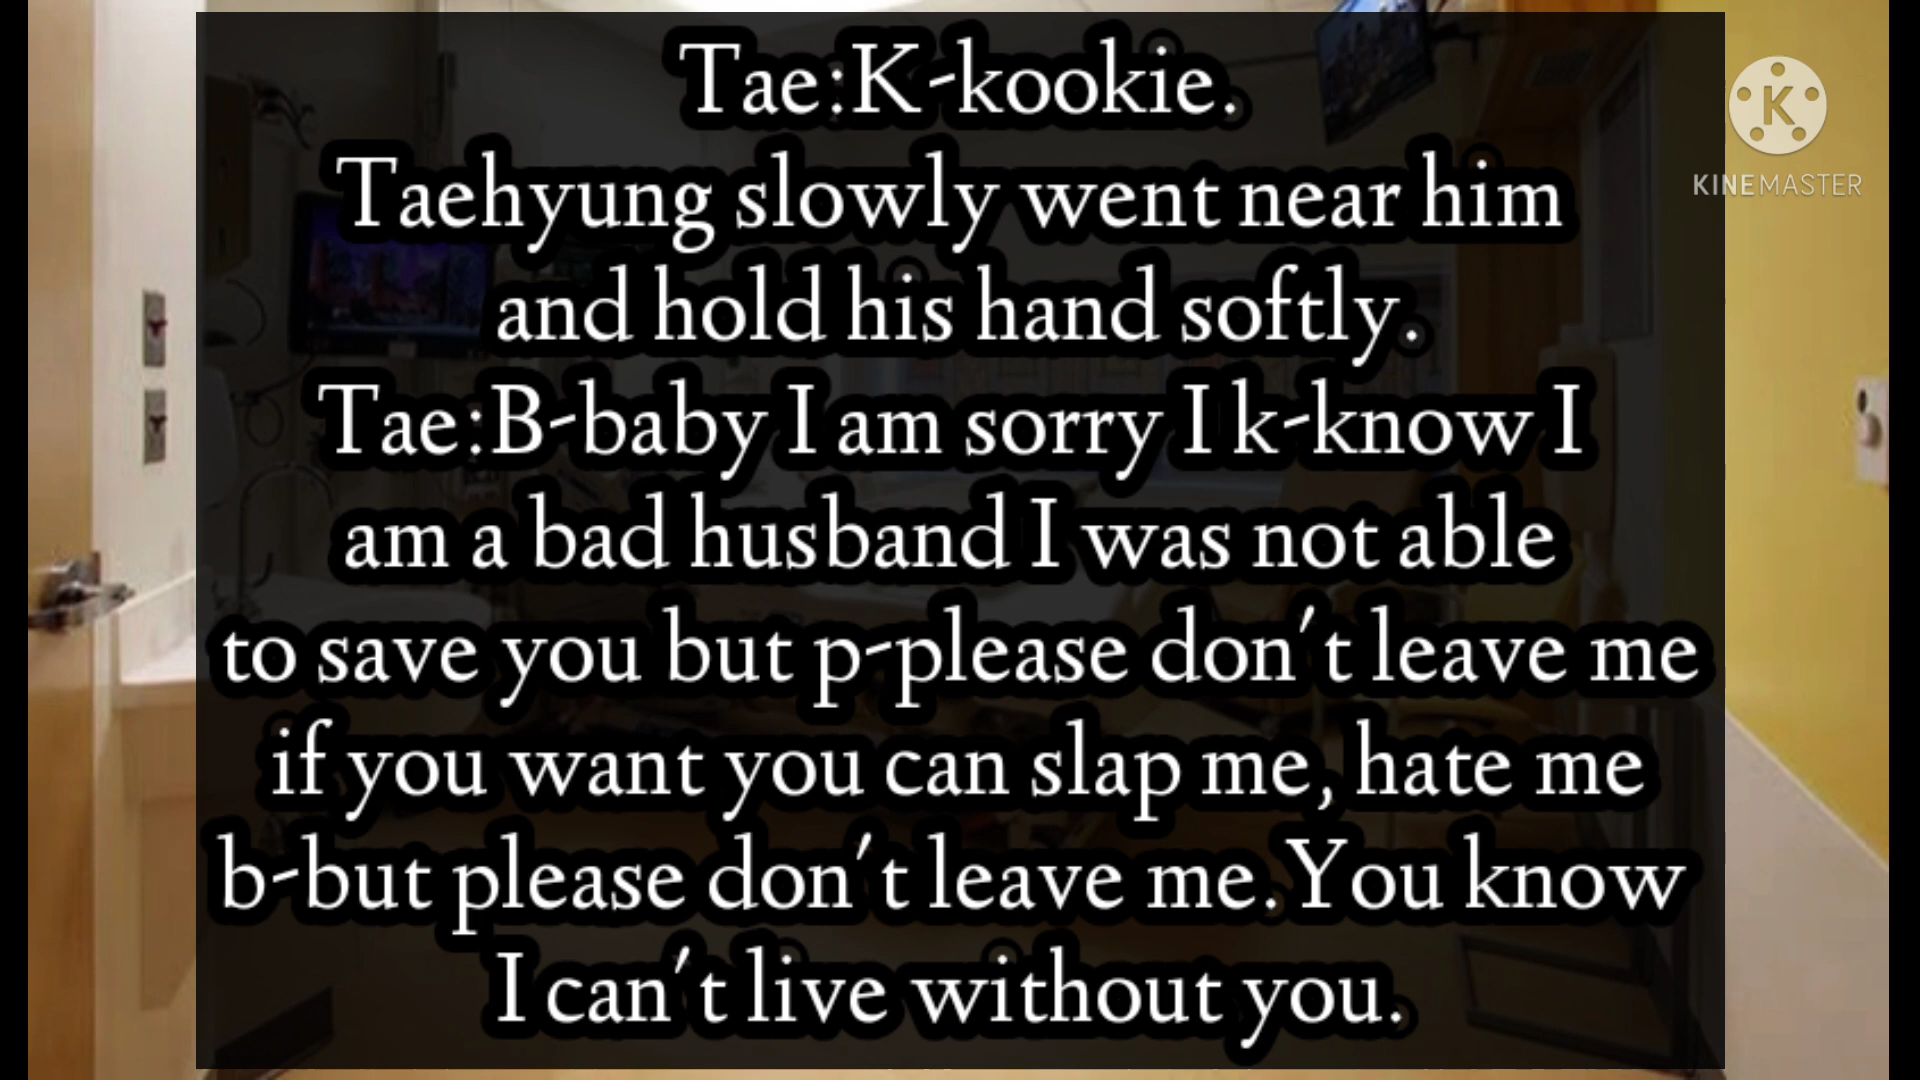 Tae:K-kookie.
Taehyung slowly went near him
and hold his hand softly.
Tae:B-baby I am sorry I k-know I
am a bad husband I was not able
to save you but p-please don't leave me
if you want you can slap me, hate me
b-but please don't leave me.You know
I can't live without you.
K
KINEMASTER